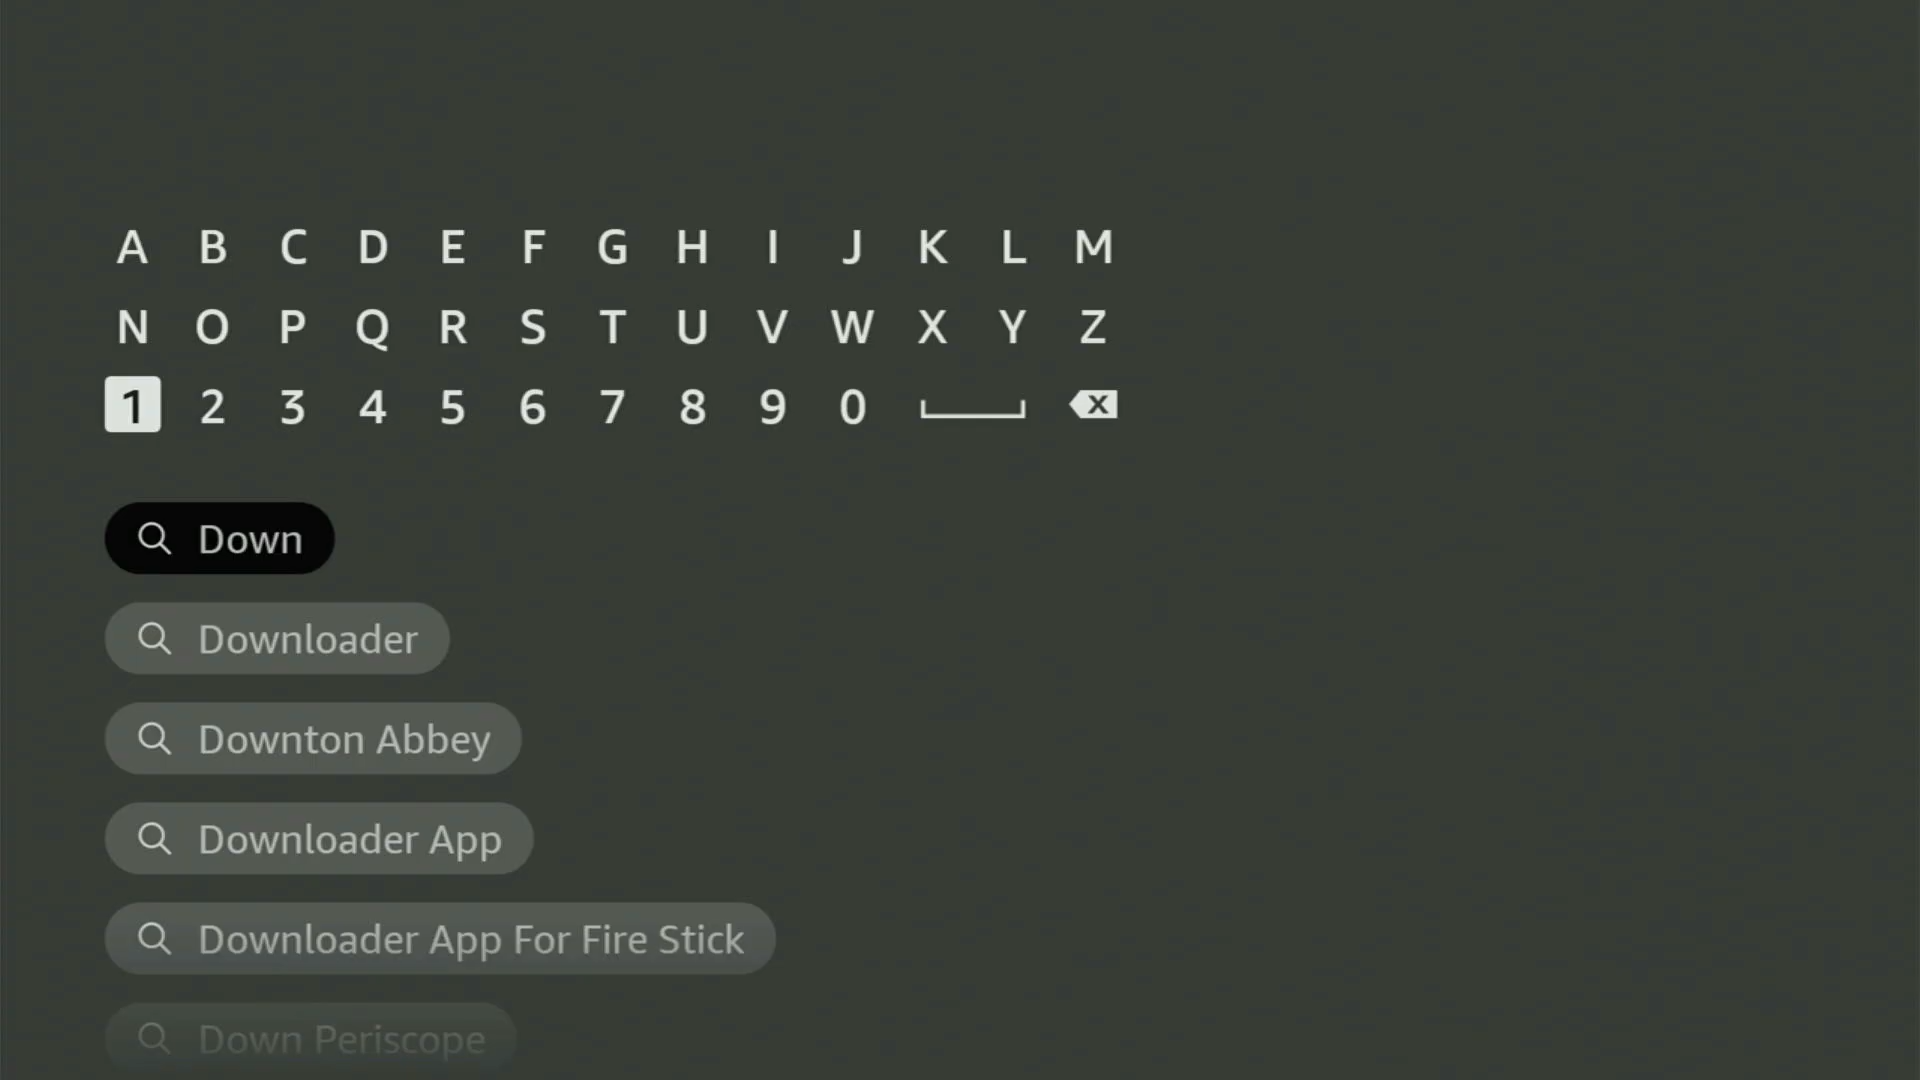 A B C D E F G H I J K L M
N O P Q R S T U V W X Y Z
1 2 3 4 5 6 7 8 9 0
Down
Downloader
Downton Abbey
Downloader App
Downloader App For Fire Stick
Down Periscope